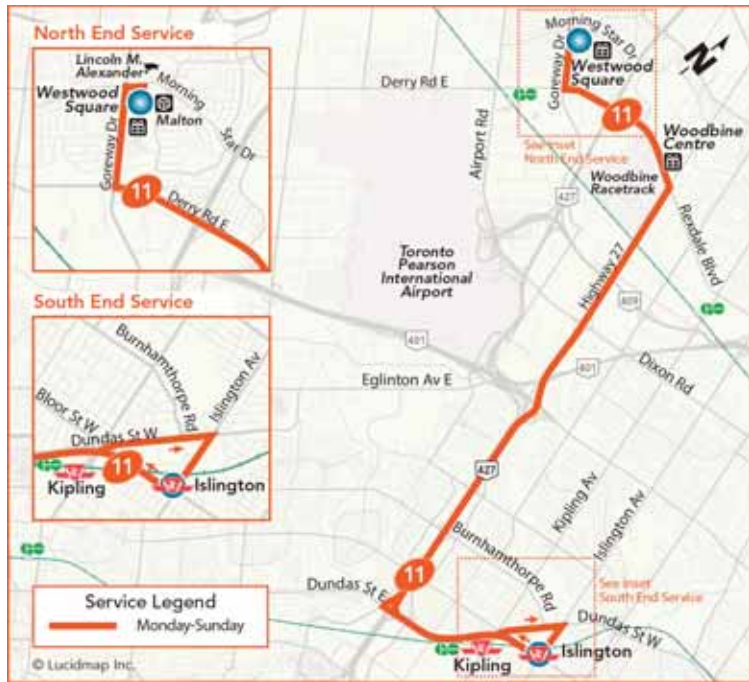 North End Service
Lincoln M.
Alexander
Morning
Star Dr
Westwood
Square
Malton
Goreway Dr
11
Derry Rd E
South End Service
Burnhamthorpe Rd
Islington Av
Bloor St W
Dundas St W
11
Kipling
Islington
Service Legend
Monday-Sunday
© Lucidmap Inc.
Morning Star Dr
Goreway Dr
Westwood
Square
N
Derry Rd E
11
See Inset
North End Service
Woodbine
Centre
Airport Rd
Woodbine
Racetrack
427
Rexdale Blvd
Toronto
Pearson
International
Airport
Highway 27
409
401
401
Dixon Rd
Eglinton Av E
427
Kipling Av
Islington Av
Burnhamthorpe Rd
11
Dundas St E
See Inset
South End Service
Dundas St W
Kipling
Islington